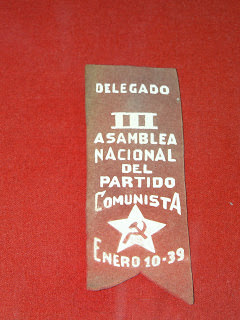 DELEGADO
III
ASAMBLEA
NACIONAL
DEL
PARTIDO
COMUNISTA
ENERO 10-39